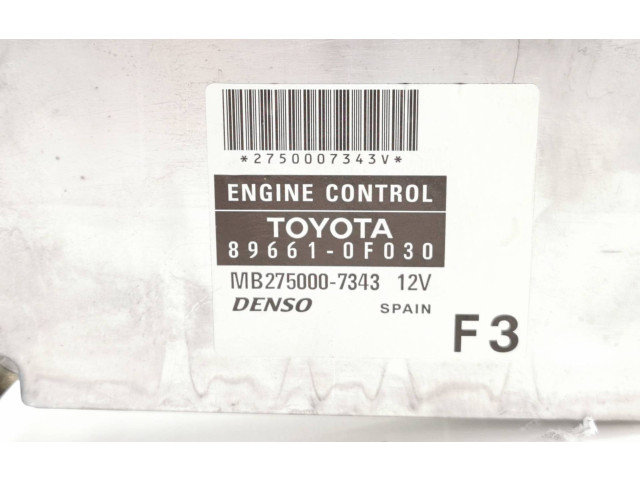 *2750007343V*
ENGINE CONTROL
TOYOTA
89661-0F030
MB275000-7343 12V
DENSO SPAIN
F3